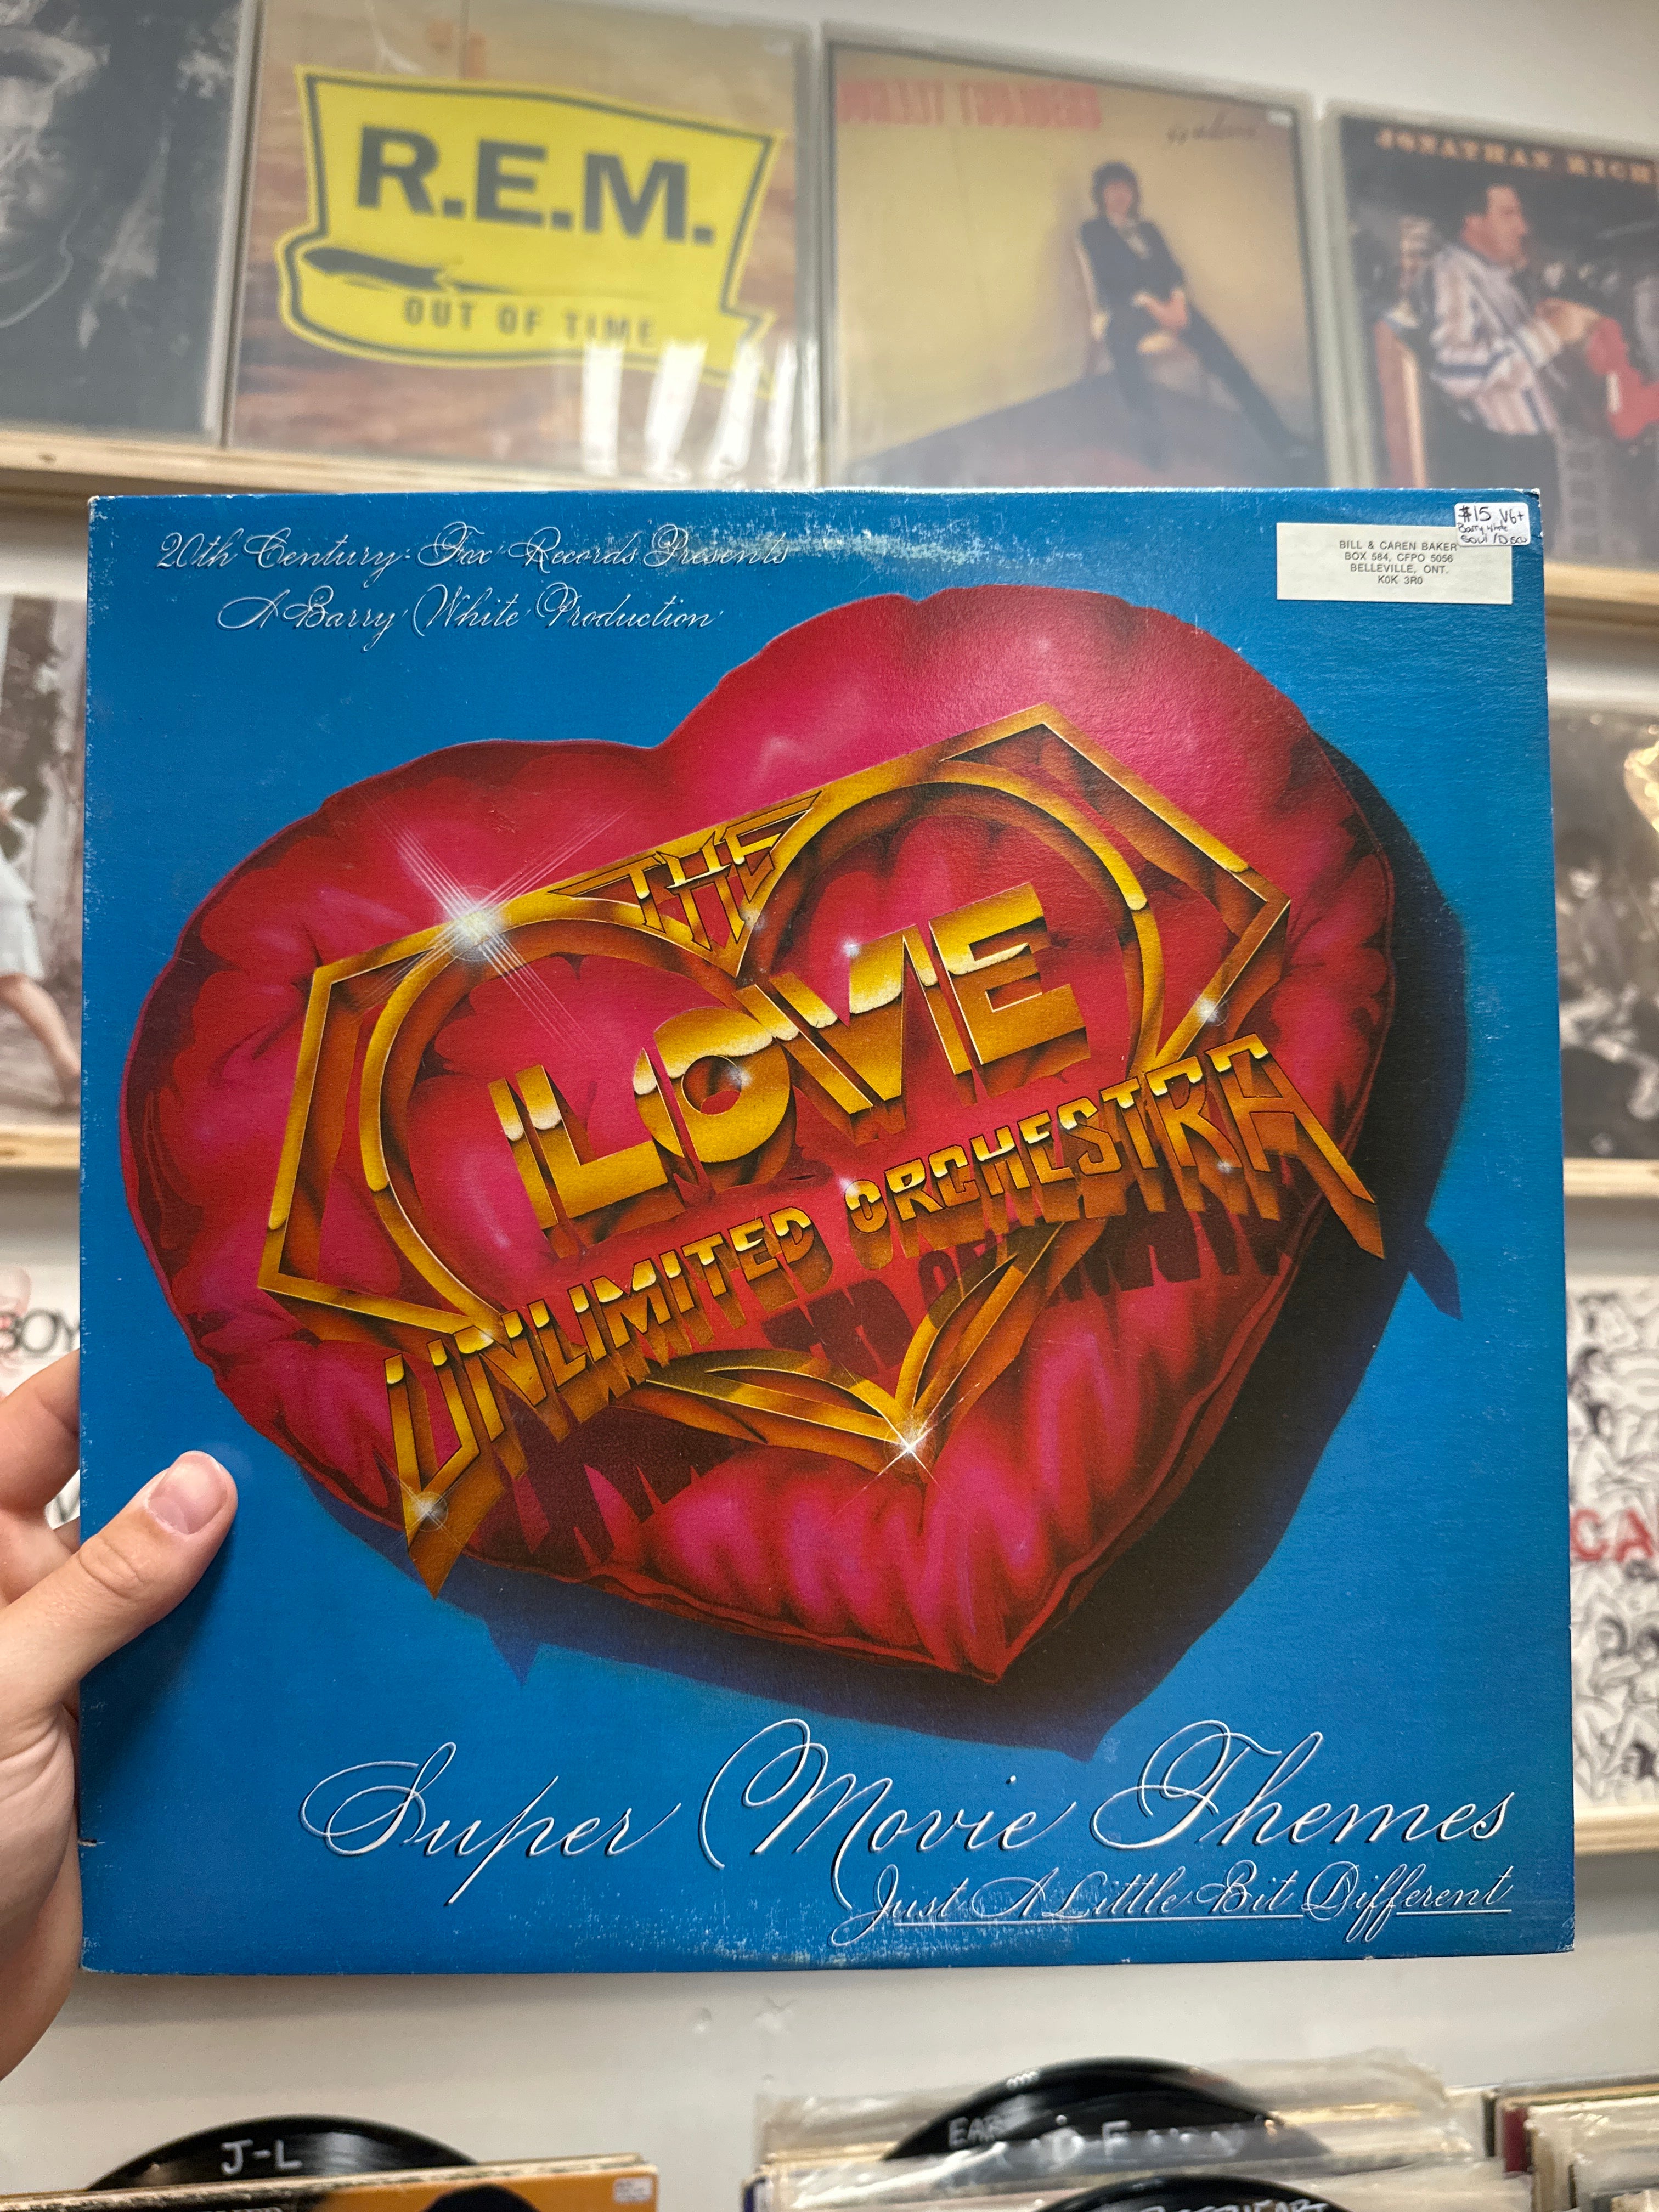 R.E.M.
OUT OF TIME
JONATHAN RICH
20th Century-Fox Records Presents
A Barry White Production
$15 VG+
Barry White
Soul/Disco
BILL & CAREN BAKER
BOX 584, CFPO 5056
BELLEVILLE, ONT.
K0K 3R0
THE
LOVE
UNLIMITED ORCHESTRA
Super Movie Themes
Just A Little Bit Different
BOY
CA
J-L